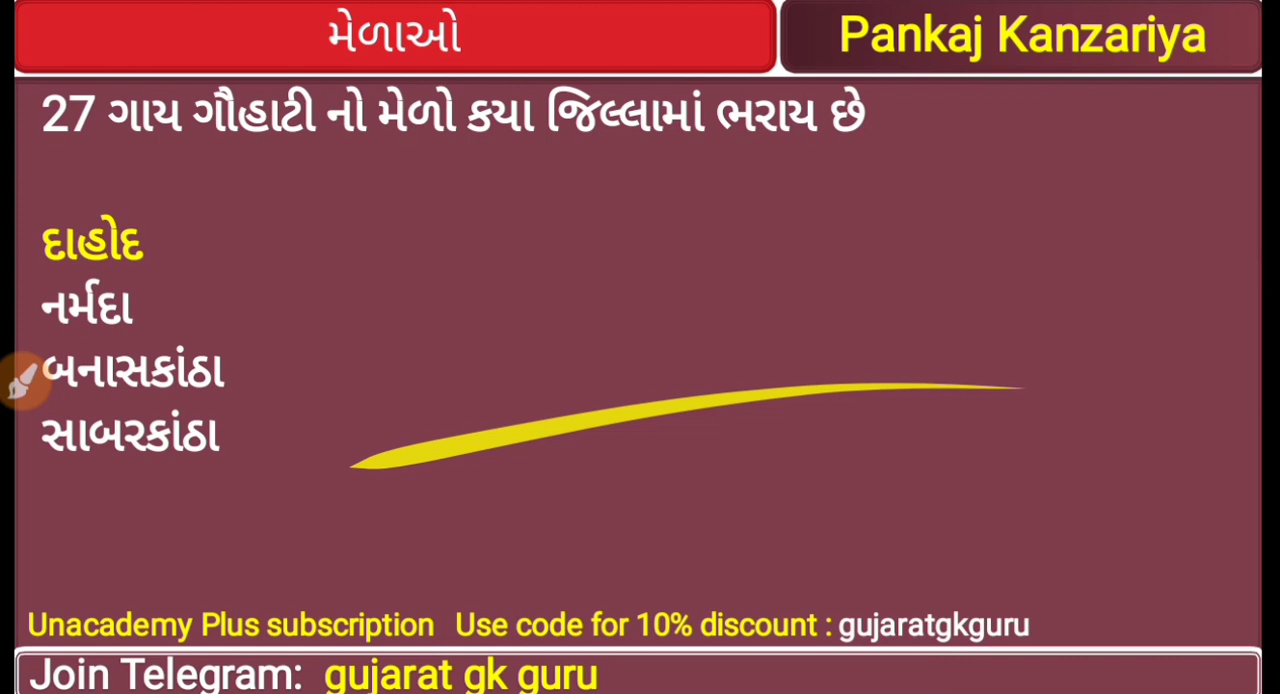 મેળાઓ
Pankaj Kanzariya
27 ગાય ગૌહાટી નો મેળો કયા જિલ્લામાં ભરાય છે
દાહોદ
નર્મદા
બનાસકાંઠા
સાબરકાંઠા
Unacademy Plus subscription Use code for 10% discount : gujaratgkguru
Join Telegram: gujarat gk guru